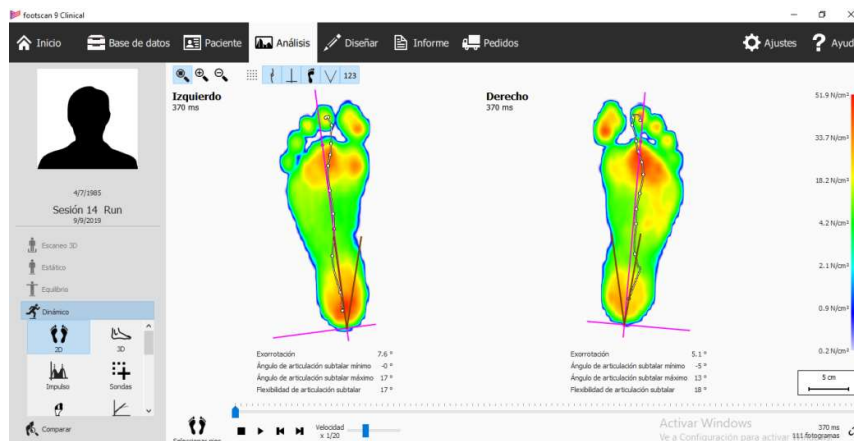 footscan 9 Clinical
Inicio Base de datos Paciente Análisis Diseñar Informe Pedidos Ajustes Ayud
123
Izquierdo
370 ms
Derecho
370 ms
51.9 N/cm²
33.7 N/cm²
18.2 N/cm²
4.2 N/cm²
2.1 N/cm²
0.9 N/cm²
0.2 N/cm²
5 cm
4/7/1985
Sesión 14 Run
9/9/2019
Escaneo 3D
Estático
Equilibrio
Dinámico
2D 3D
Impulso Sondas
Comparar
Exorrotación 7.6 °
Ángulo de articulación subtalar mínimo -0 °
Ángulo de articulación subtalar máximo 17 °
Flexibilidad de articulación subtalar 17 °
Exorrotación 5.1 °
Ángulo de articulación subtalar mínimo -5 °
Ángulo de articulación subtalar máximo 13 °
Flexibilidad de articulación subtalar 18 °
Velocidad
x 1/20
Activar Windows
Ve a Configuración para activar
370 ms
111 fotogramas